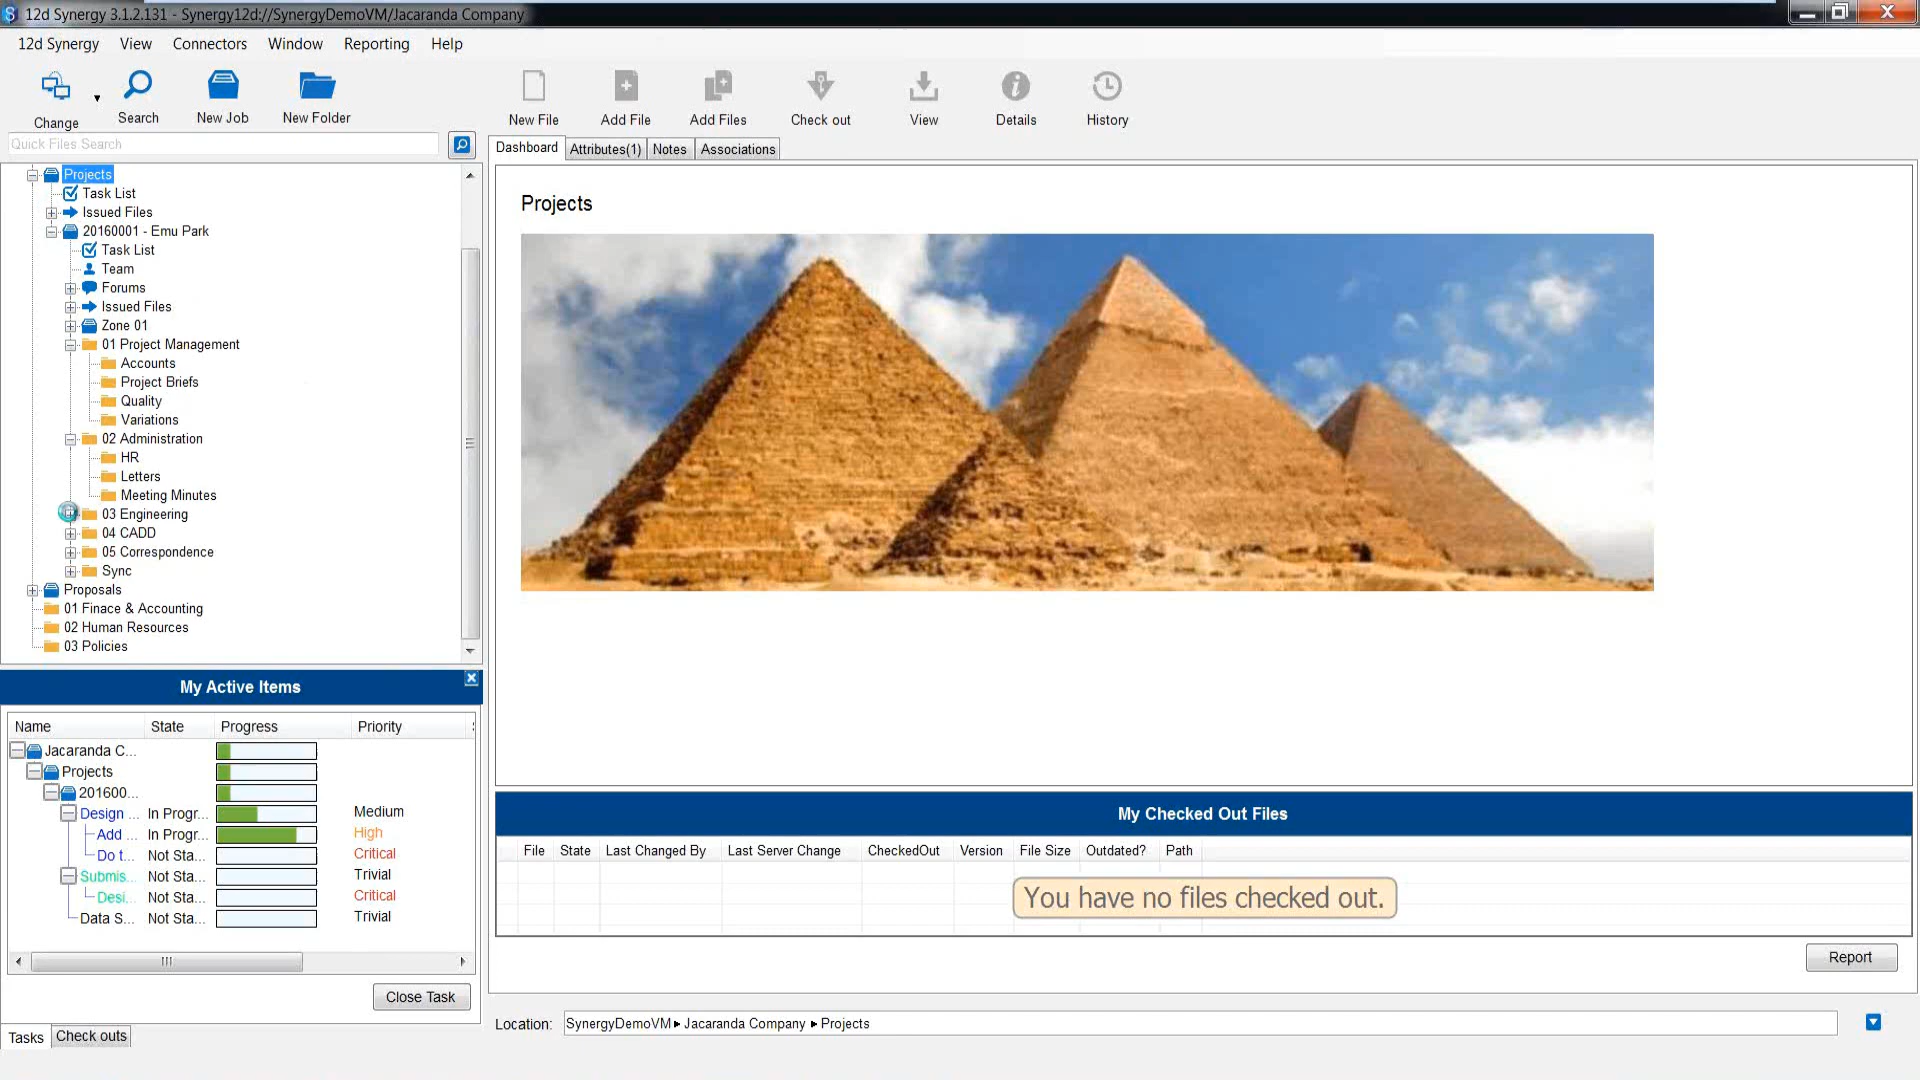 12d Synergy 3.1.2.131 - Synergy12d://SynergyDemoVM/Jacaranda Company
12d Synergy View Connectors Window Reporting Help
Change
Search
New Job
New Folder
New File
Add File
Add Files
Check out
View
Details
History
Quick Files Search
Dashboard Attributes(1) Notes Associations
Projects
Task List
Issued Files
20160001 - Emu Park
Task List
Team
Forums
Issued Files
Zone 01
01 Project Management
Accounts
Project Briefs
Quality
Variations
02 Administration
HR
Letters
Meeting Minutes
03 Engineering
04 CADD
05 Correspondence
Sync
Proposals
01 Finace & Accounting
02 Human Resources
03 Policies
Projects
My Active Items
Name State Progress Priority
Jacaranda C...
Projects
201600...
Design ... In Progr... Medium
Add ... In Progr... High
Do t... Not Sta... Critical
Submis... Not Sta... Trivial
Desi... Not Sta... Critical
Data S... Not Sta... Trivial
Close Task
Tasks Check outs
My Checked Out Files
File State Last Changed By Last Server Change CheckedOut Version File Size Outdated? Path
You have no files checked out.
Report
Location: SynergyDemoVM ▸ Jacaranda Company ▸ Projects